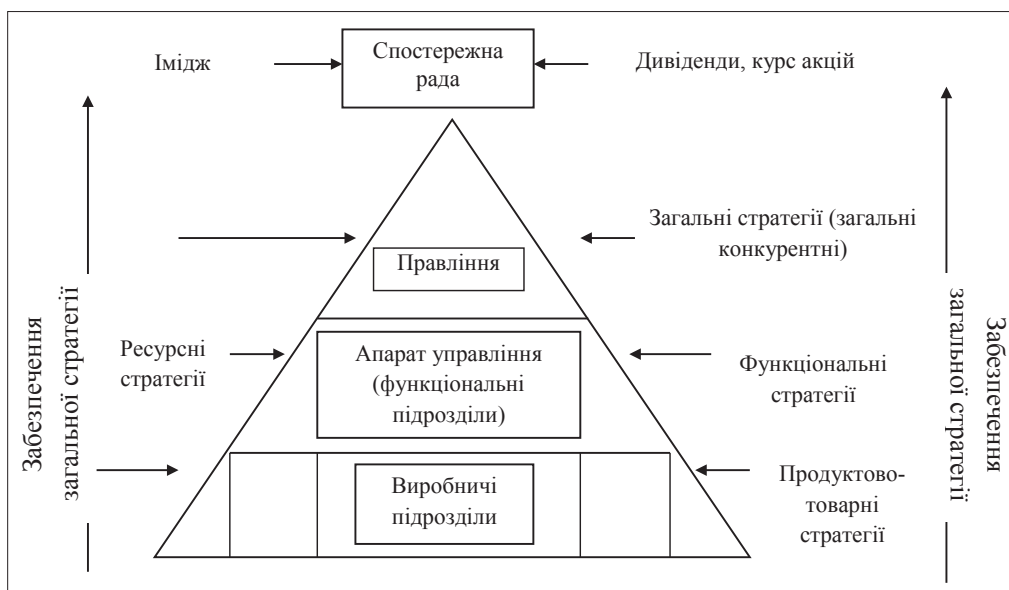 Імідж
Спостережна
рада
Дивіденди, курс акцій
Загальні стратегії (загальні
конкурентні)
Правління
Ресурсні
стратегії
Апарат управління
(функціональні
підрозділи)
Функціональні
стратегії
Виробничі
підрозділи
Продуктово-
товарні
стратегії
Забезпечення
загальної стратегії
Забезпечення
загальної стратегії